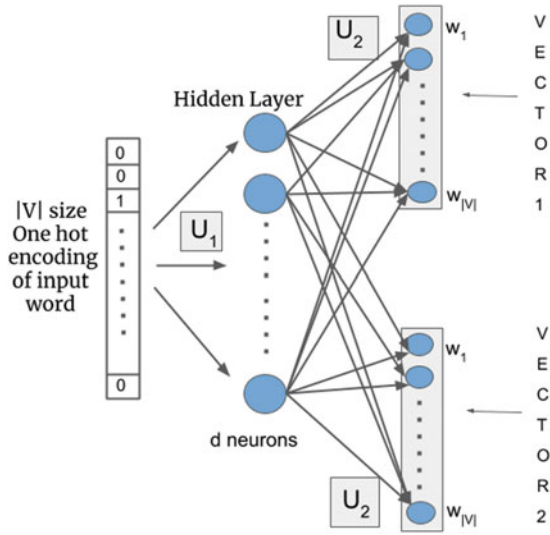 U2
w1
V
E
C
T
O
R
1
Hidden Layer
0
0
1
|V| size
One hot
encoding
of input
word
U1
w|V|
0
d neurons
w1
V
E
C
T
O
R
2
U2
w|V|